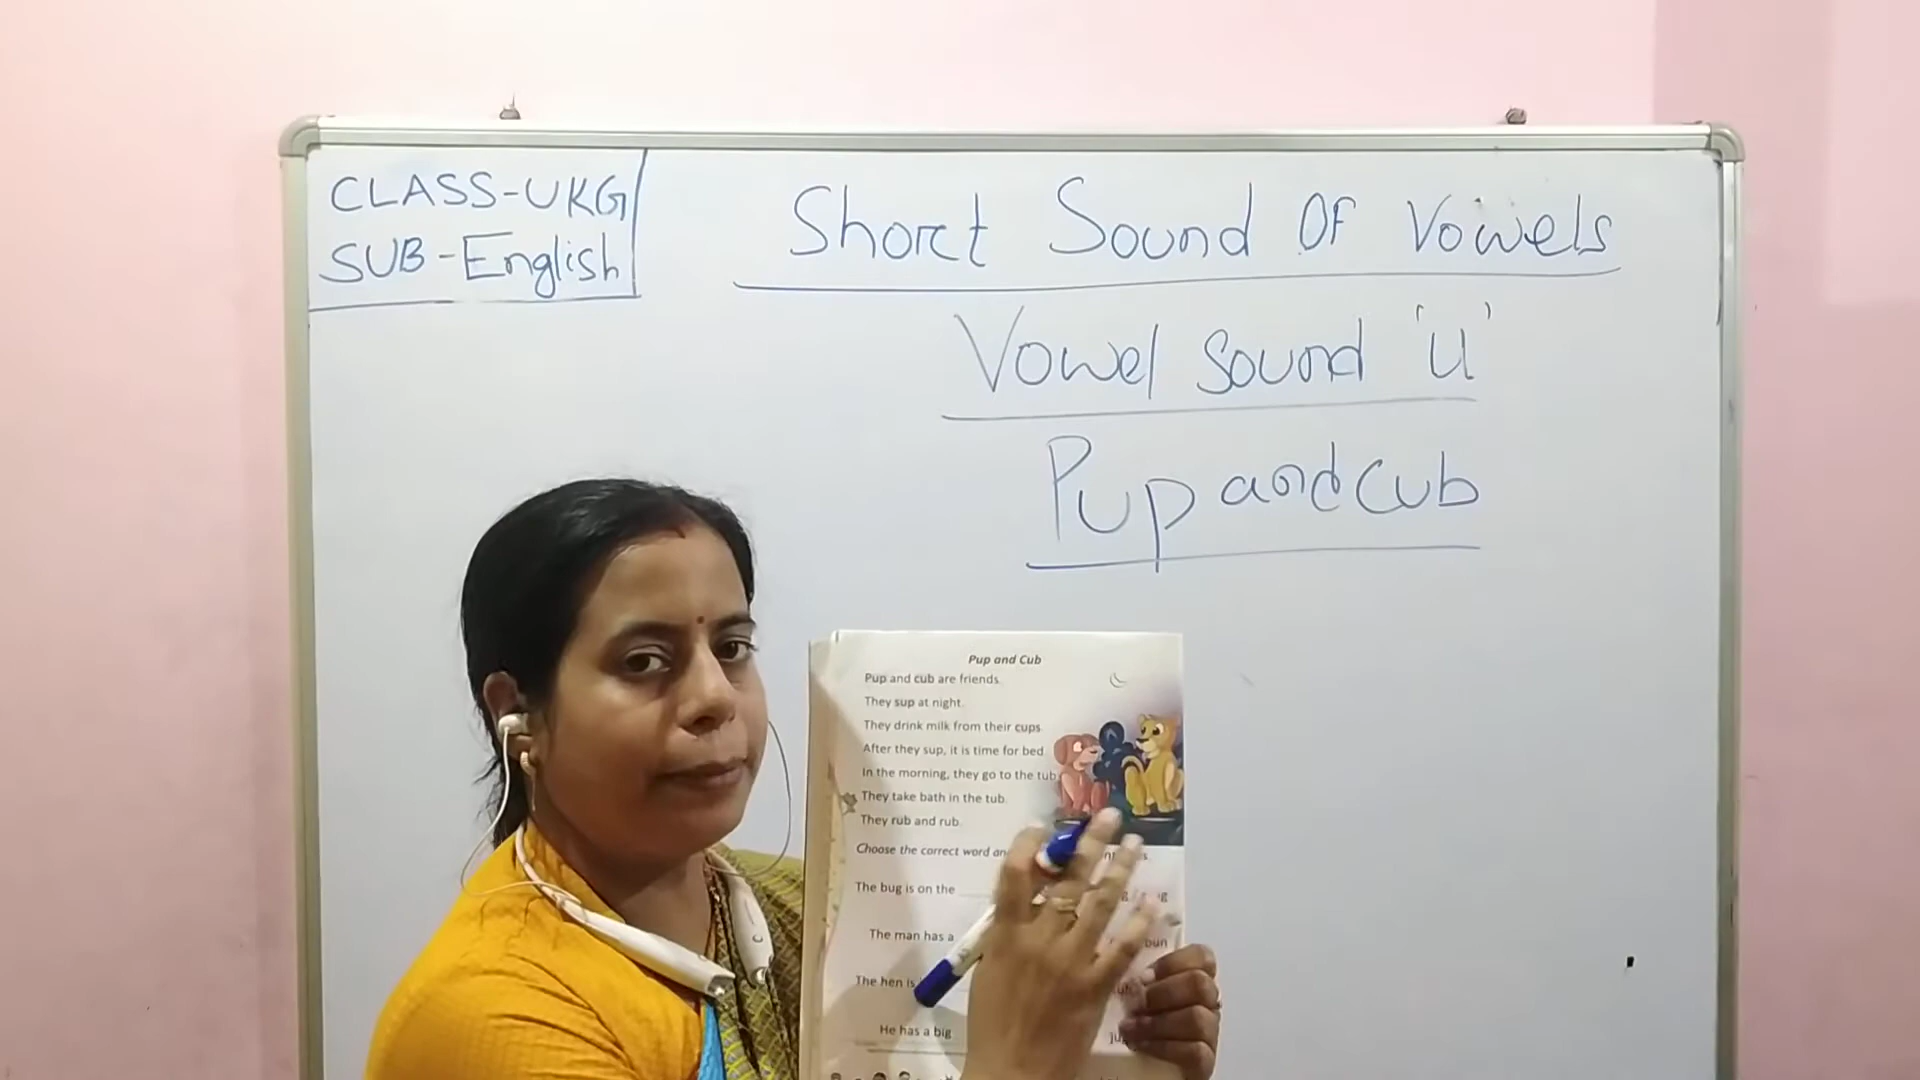 CLASS-UKG
SUB-English
Short Sound OF Vowels
Vowel Sound 'u'
Pup and Cub
Pup and Cub
Pup and cub are friends.
They sup at night.
They drink milk from their cups.
After they sup, it is time for bed.
In the morning, they go to the tub.
They take bath in the tub.
They rub and rub.
Choose the correct word
The bug is on the
The man has a
bun
The hen is
He has a big